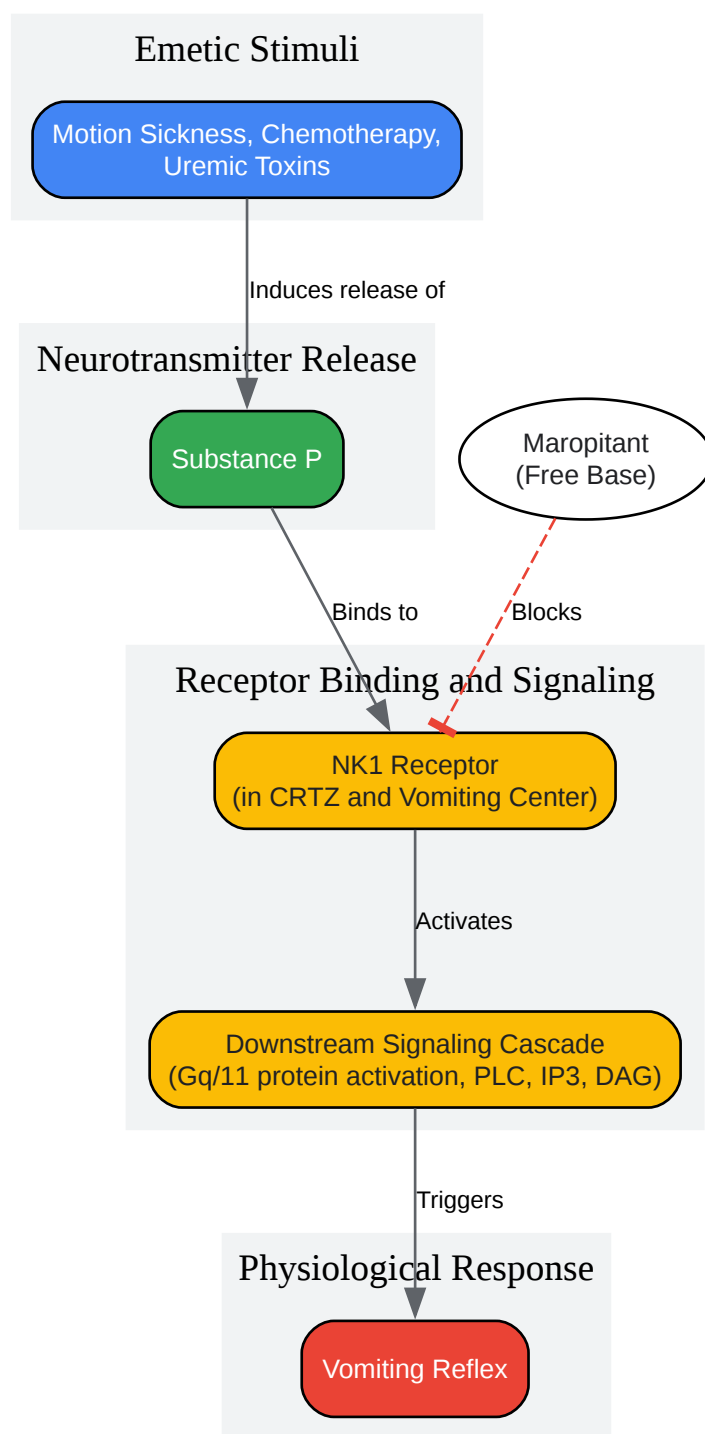 Emetic Stimuli
Motion Sickness, Chemotherapy,
Uremic Toxins
Induces release of
Neurotransmitter Release
Substance P
Maropitant
(Free Base)
Binds to
Blocks
Receptor Binding and Signaling
NK1 Receptor
(in CRTZ and Vomiting Center)
Activates
Downstream Signaling Cascade
(Gq/11 protein activation, PLC, IP3, DAG)
Triggers
Physiological Response
Vomiting Reflex